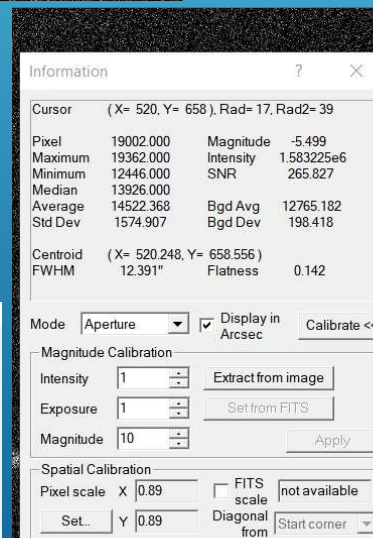 Information ? ×
Cursor (X= 520, Y= 658), Rad= 17, Rad2= 39
Pixel 19002.000 Magnitude -5.499
Maximum 19362.000 Intensity 1.583225e6
Minimum 12446.000 SNR 265.827
Median 13926.000
Average 14522.368 Bgd Avg 12765.182
Std Dev 1574.907 Bgd Dev 198.418
Centroid (X= 520.248, Y= 658.556)
FWHM 12.391" Flatness 0.142
Mode Aperture Display in Arcsec Calibrate <<
Magnitude Calibration
Intensity 1 Extract from image
Exposure 1 Set from FITS
Magnitude 10 Apply
Spatial Calibration
Pixel scale X 0.89 FITS scale not available
Set... Y 0.89 Diagonal from Start corner